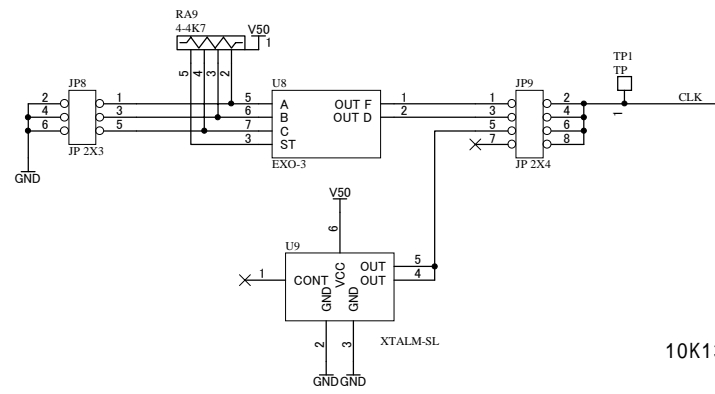 RA9
4-4K7
V50
1
5
4
3
2
JP8
2
4
6
1
3
5
JP 2X3
GND
U8
5
6
7
3
A
B
C
ST
OUT F
OUT D
1
2
EXO-3
JP9
1
3
5
7
2
4
6
8
JP 2X4
TP1
TP
1
CLK
V50
6
U9
1
CONT
VCC
GND
GND
OUT
OUT
5
4
2
3
XTALM-SL
GND
GND